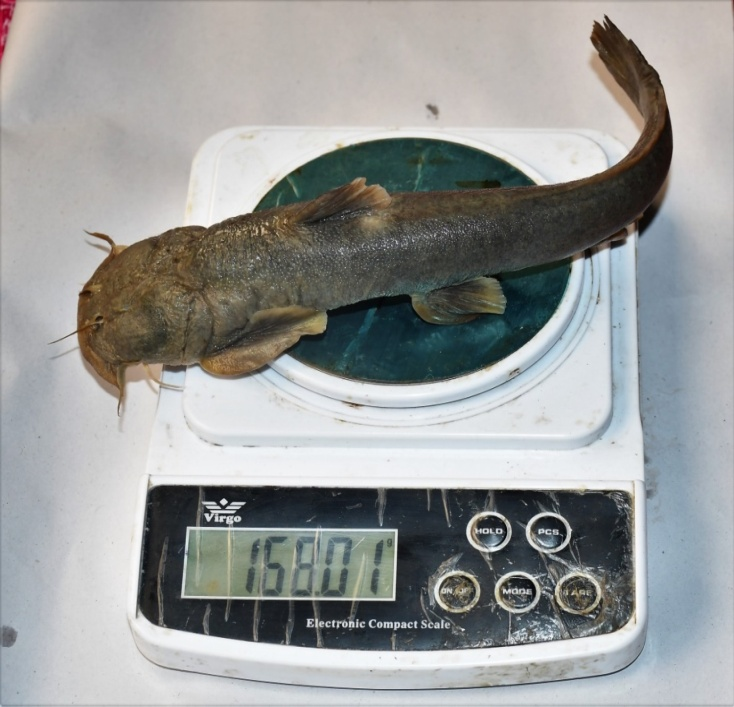 Virgo
HOLD
PCS
168.01 g
ON/OFF
MODE
TARE
Electronic Compact Scale